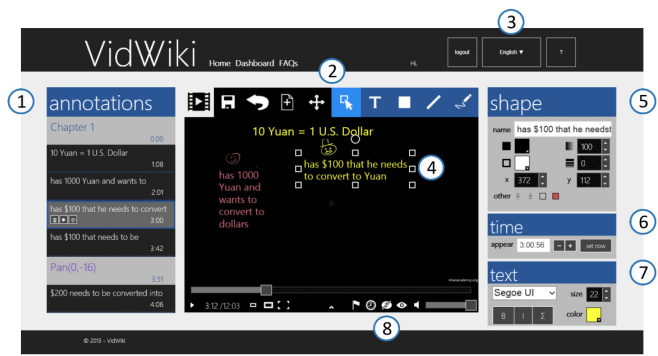 3
VidWiki
Home Dashboard FAQs
Hi,
logout
English ▼
?
2
1
annotations
Chapter 1
0:00
10 Yuan = 1 U.S. Dollar
1:08
has 1000 Yuan and wants to
2:01
has $100 that he needs to convert
3:00
has $100 that needs to be
3:42
Pan(0,-16)
3:51
$200 needs to be converted into
4:06
T
10 Yuan = 1 U.S. Dollar
has 1000
Yuan and
wants to
convert to
dollars
has $100 that he needs
to convert to Yuan
4
khanacademy.org
3:12 /12:03
8
shape
5
name has $100 that he needst
100
0
x 372 y 112
other
time
6
appear 3:00.56 - + set now
text
7
Segoe UI size 22
B I Σ color
© 2013 - VidWiki